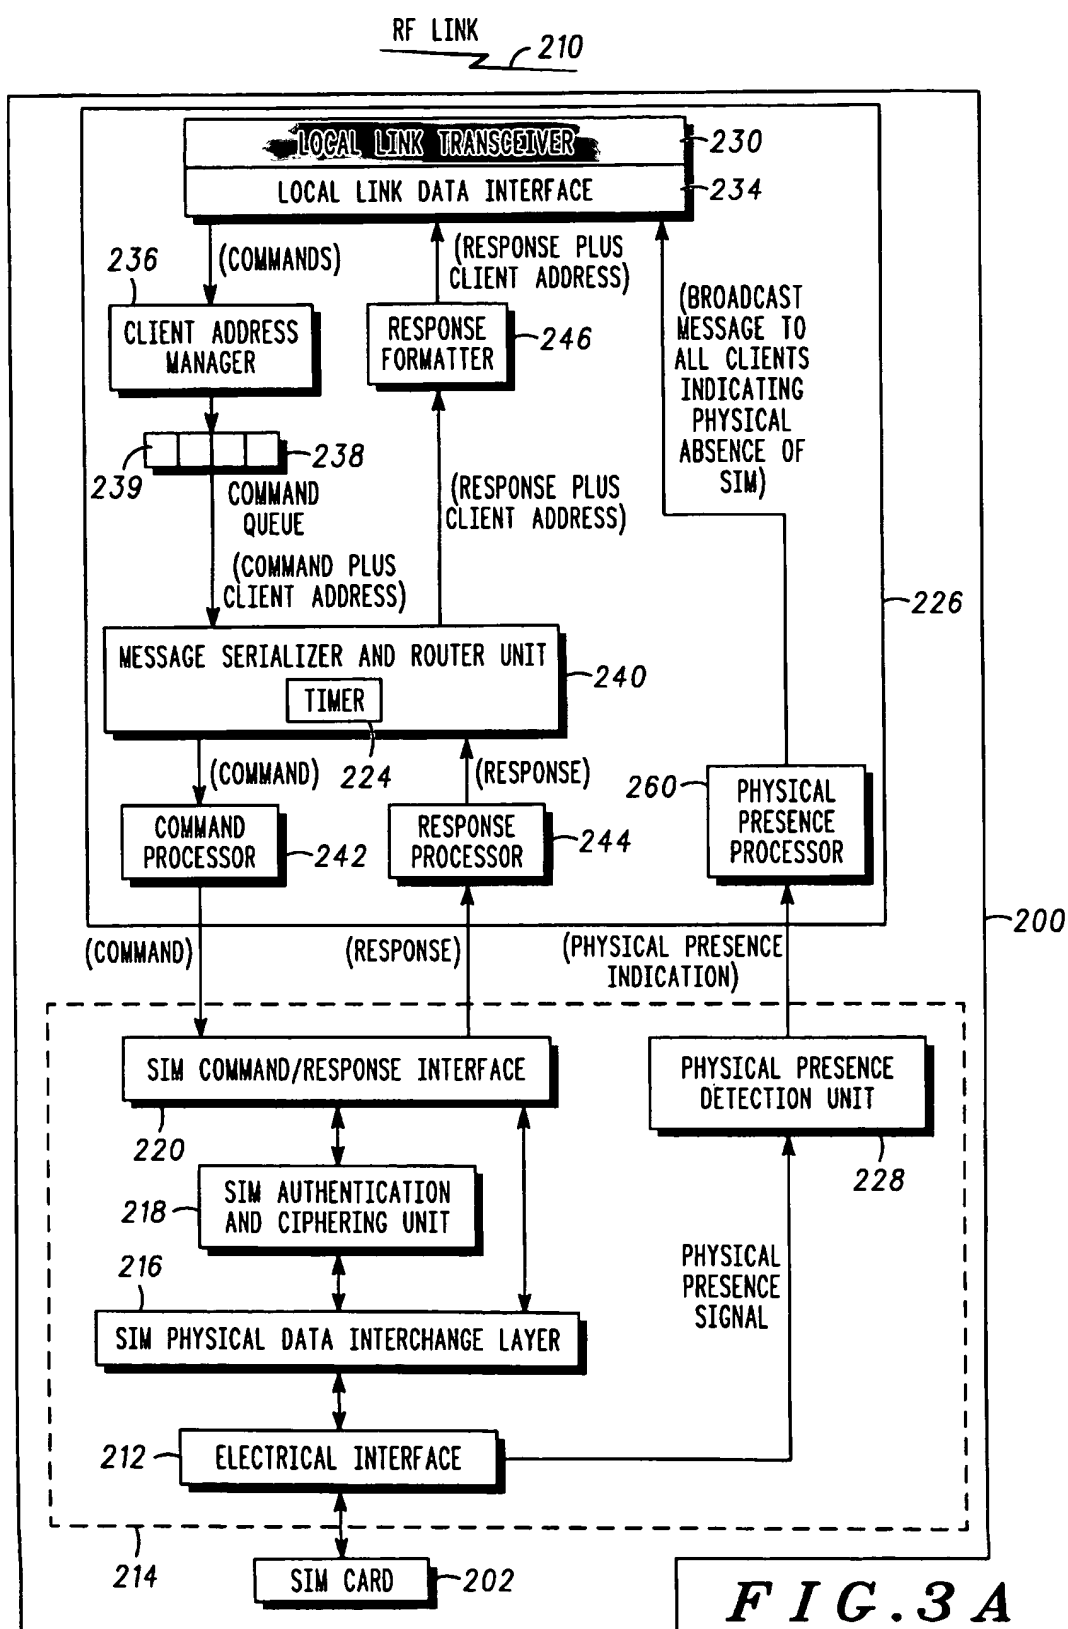 RF LINK
210
LOCAL LINK TRANSCEIVER
230
LOCAL LINK DATA INTERFACE
234
236
(COMMANDS)
(RESPONSE PLUS
CLIENT ADDRESS)
CLIENT ADDRESS
MANAGER
RESPONSE
FORMATTER
246
(BROADCAST
MESSAGE TO
ALL CLIENTS
INDICATING
PHYSICAL
ABSENCE OF
SIM)
239
238
COMMAND
QUEUE
(RESPONSE PLUS
CLIENT ADDRESS)
(COMMAND PLUS
CLIENT ADDRESS)
226
MESSAGE SERIALIZER AND ROUTER UNIT
240
TIMER
224
(COMMAND)
(RESPONSE)
260
PHYSICAL
PRESENCE
PROCESSOR
COMMAND
PROCESSOR
242
RESPONSE
PROCESSOR
244
200
(COMMAND)
(RESPONSE)
(PHYSICAL PRESENCE
INDICATION)
SIM COMMAND/RESPONSE INTERFACE
220
PHYSICAL PRESENCE
DETECTION UNIT
228
218
SIM AUTHENTICATION
AND CIPHERING UNIT
216
PHYSICAL
PRESENCE
SIGNAL
SIM PHYSICAL DATA INTERCHANGE LAYER
212
ELECTRICAL INTERFACE
214
SIM CARD
202
FIG.3A